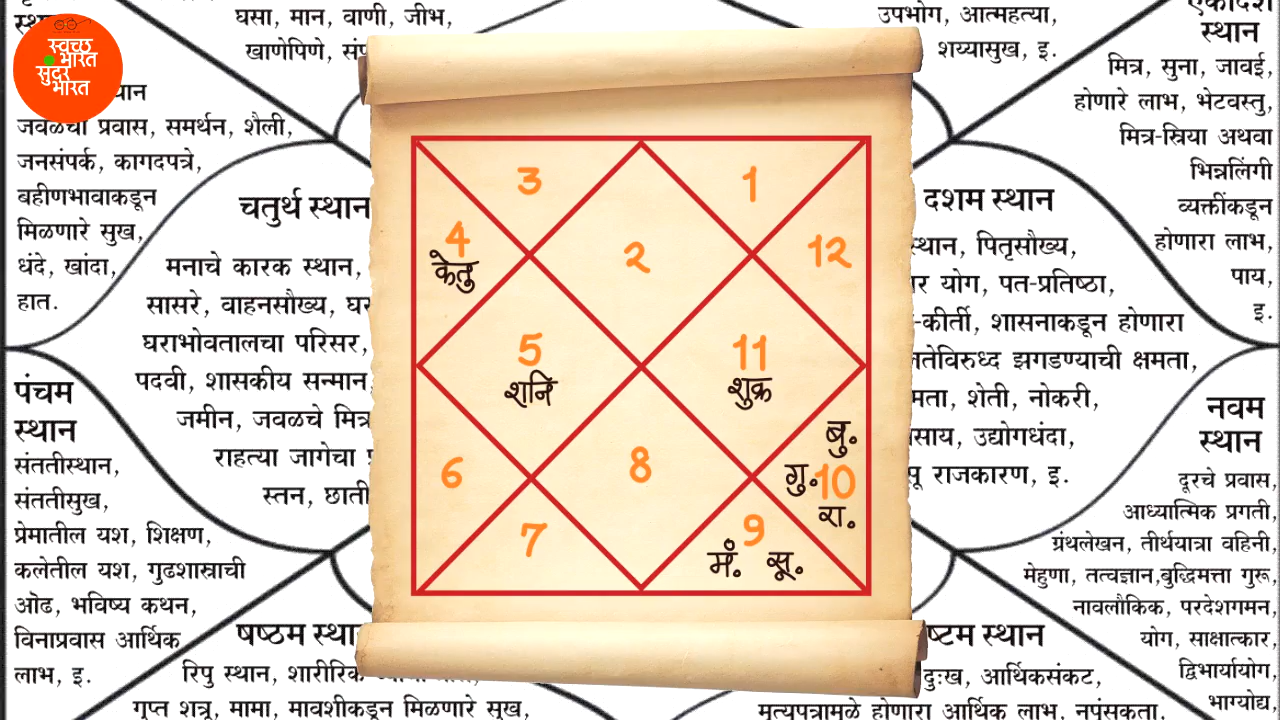 घसा, मान, वाणी, जीभ,
खाणेपिणे,
उपभोग, आत्महत्या,
शय्यासुख, इ.
एकादश
स्थान
मित्र, सुना, जावई,
होणारे लाभ, भेटवस्तु,
मित्र-स्त्रिया अथवा
भिन्नलिंगी
व्यक्तींकडून
होणारा लाभ,
पाय,
इ.
स्वच्छ
भारत
सुंदर
भारत
जवळचा प्रवास, समर्थन, शैली,
जनसंपर्क, कागदपत्रे,
बहीणभावाकडून
मिळणारे सुख,
धंदे, खांदा,
हात.
चतुर्थ स्थान
मनाचे कारक स्थान,
सासरे, वाहनसौख्य,
घराभोवतालचा परिसर,
पदवी, शासकीय सन्मान
जमीन, जवळचे
राहत्या जागेचा
स्तन, छाती
3
1
4
केतु
2
12
5
शनि
11
शुक्र
बु.
गु. 10
रा.
6
8
7
9
मं. सू.
दशम स्थान
पितृसौख्य,
योग, पत-प्रतिष्ठा,
शासनाकडून होणारा
झगडण्याची क्षमता,
शेती, नोकरी,
उद्योगधंदा,
राजकारण, इ.
पंचम
स्थान
संततीस्थान,
संततीसुख,
प्रेमातील यश, शिक्षण,
कलेतील यश, गुढशास्त्राची
ओढ, भविष्य कथन,
विनाप्रवास आर्थिक
लाभ, इ.
नवम
स्थान
दूरचे प्रवास,
आध्यात्मिक प्रगती,
ग्रंथलेखन, तीर्थयात्रा वहिनी,
मेहुणा, तत्वज्ञान,बुद्धिमत्ता गुरू,
नावलौकिक, परदेशगमन,
योग, साक्षात्कार,
द्विभार्यायोग,
भाग्योद्य,
षष्ठम
रिपु स्थान, शारीरिक
गुप्त शत्रू, मामा, मावशीकडून मिळणारे सुख,
स्थान
दुःख, आर्थिकसंकट,
मृत्यपत्रामुळे होणारा आर्थिक लाभ, नपुंसकता.